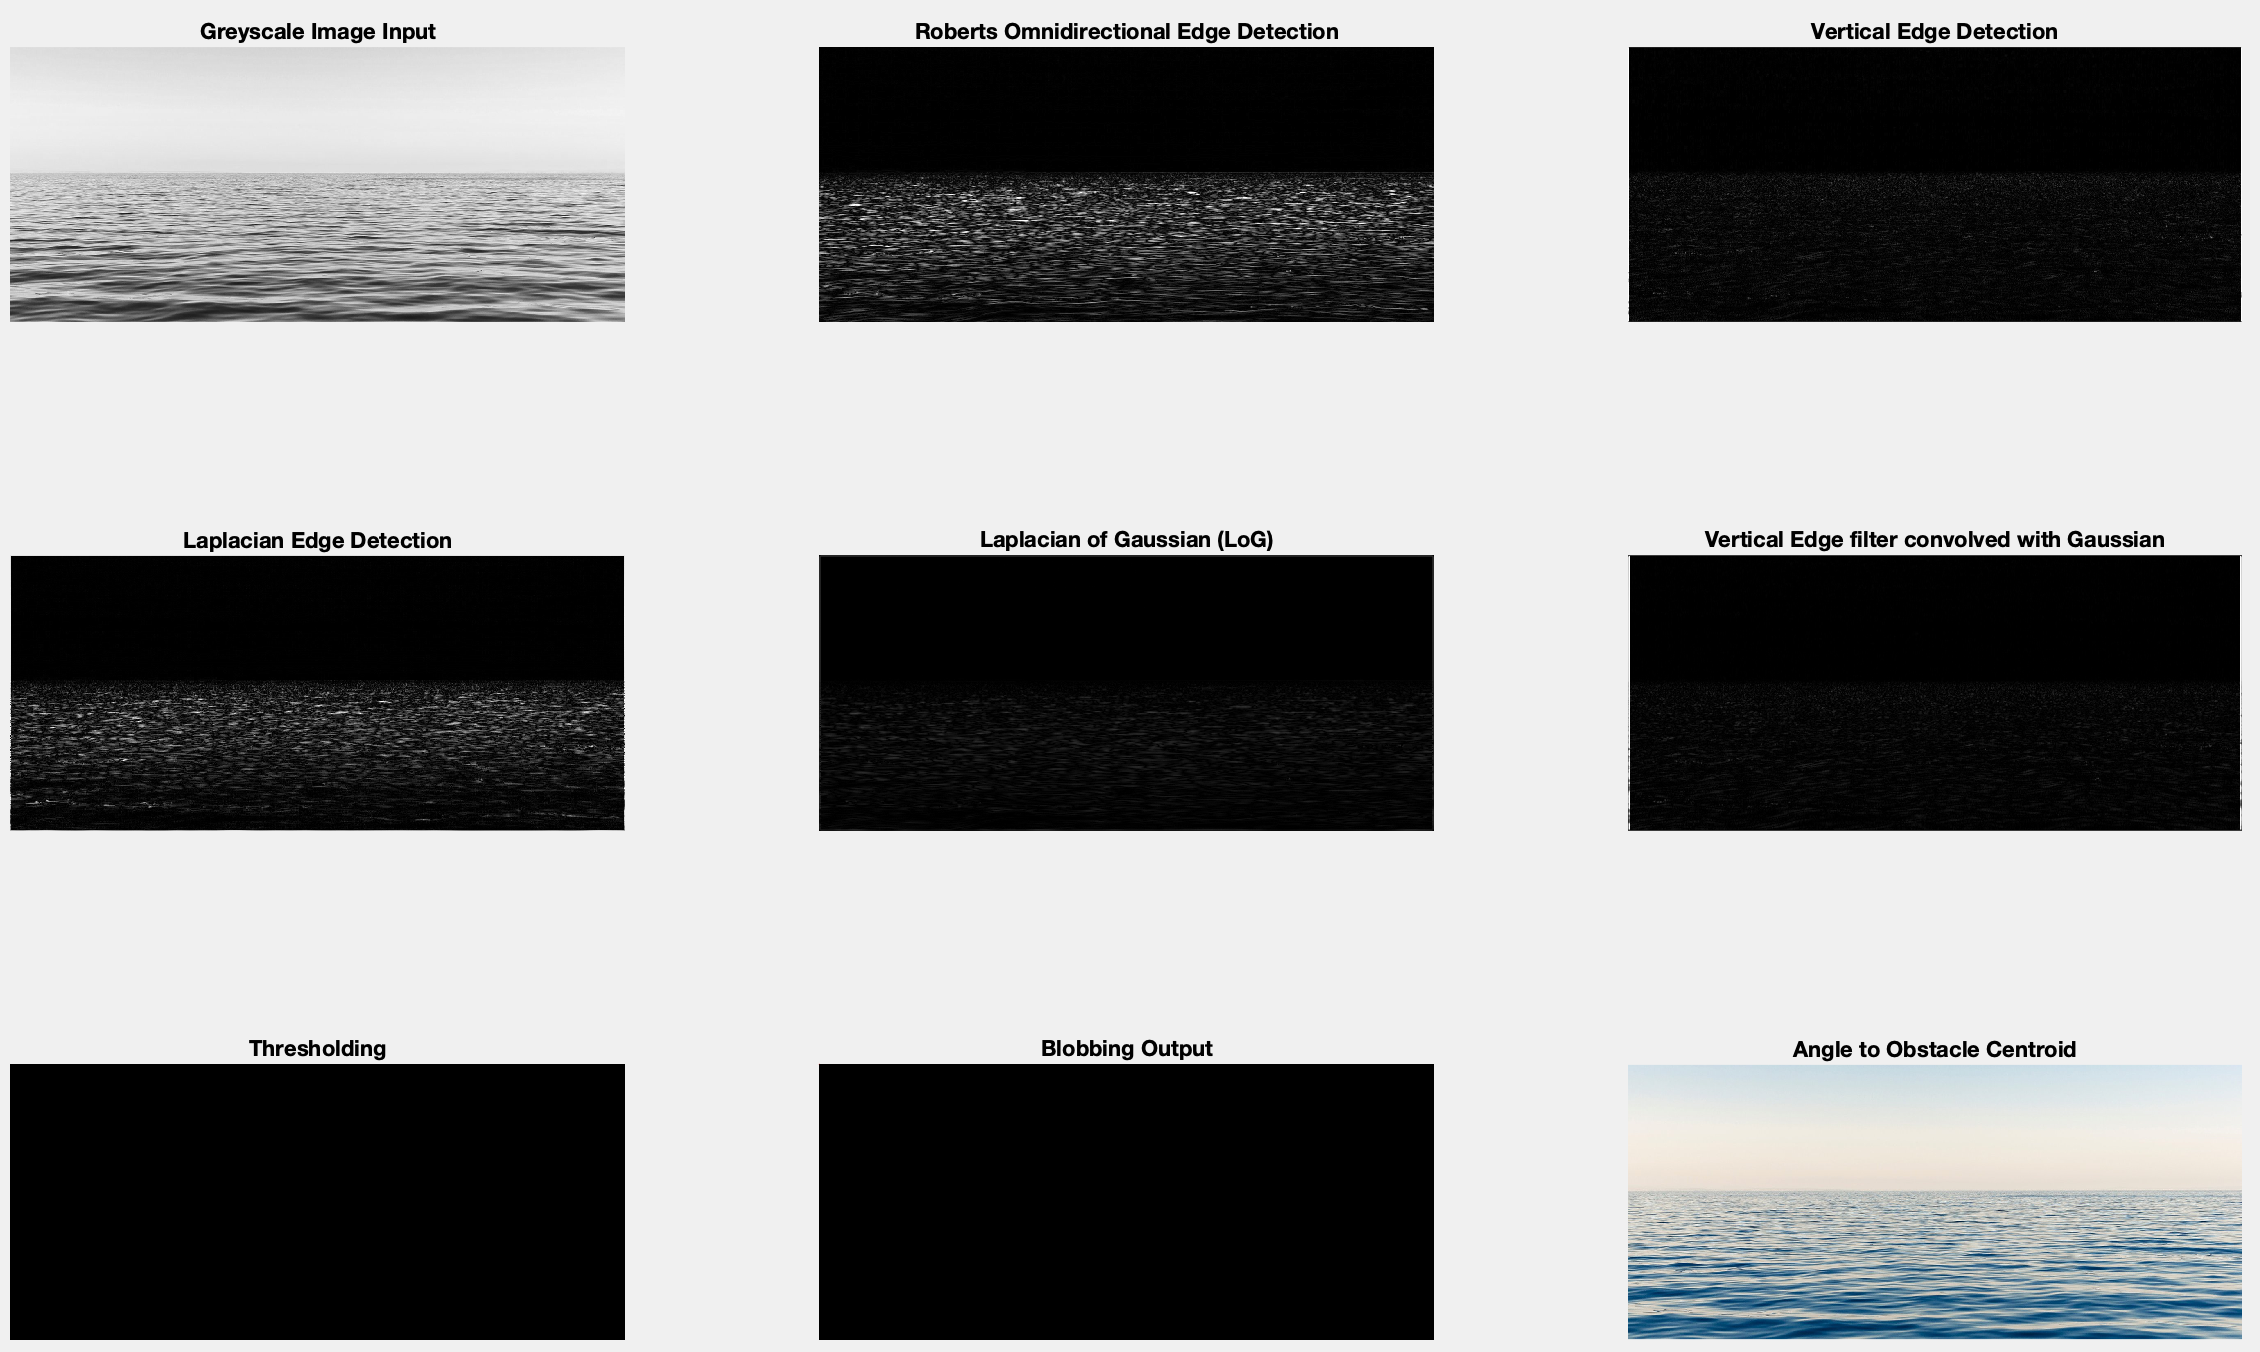 Greyscale Image Input
Roberts Omnidirectional Edge Detection
Vertical Edge Detection
Laplacian Edge Detection
Laplacian of Gaussian (LoG)
Vertical Edge filter convolved with Gaussian
Thresholding
Blobbing Output
Angle to Obstacle Centroid